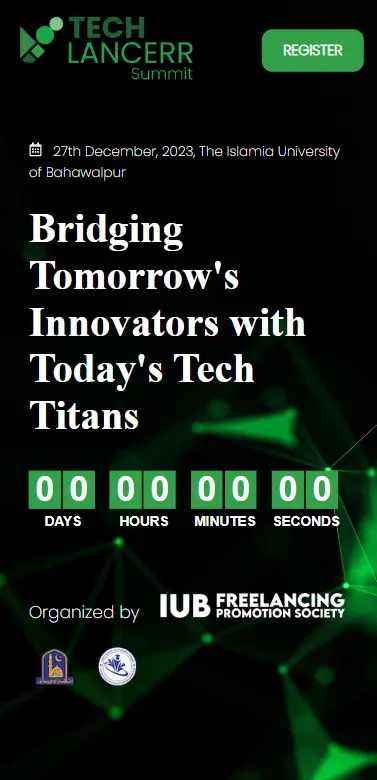 TECH
LANCERR
Summit
REGISTER
27th December, 2023, The Islamia University
of Bahawalpur
Bridging
Tomorrow's
Innovators with
Today's Tech
Titans
00 00 00 00
DAYS HOURS MINUTES SECONDS
Organized by IUB FREELANCING
PROMOTION SOCIETY